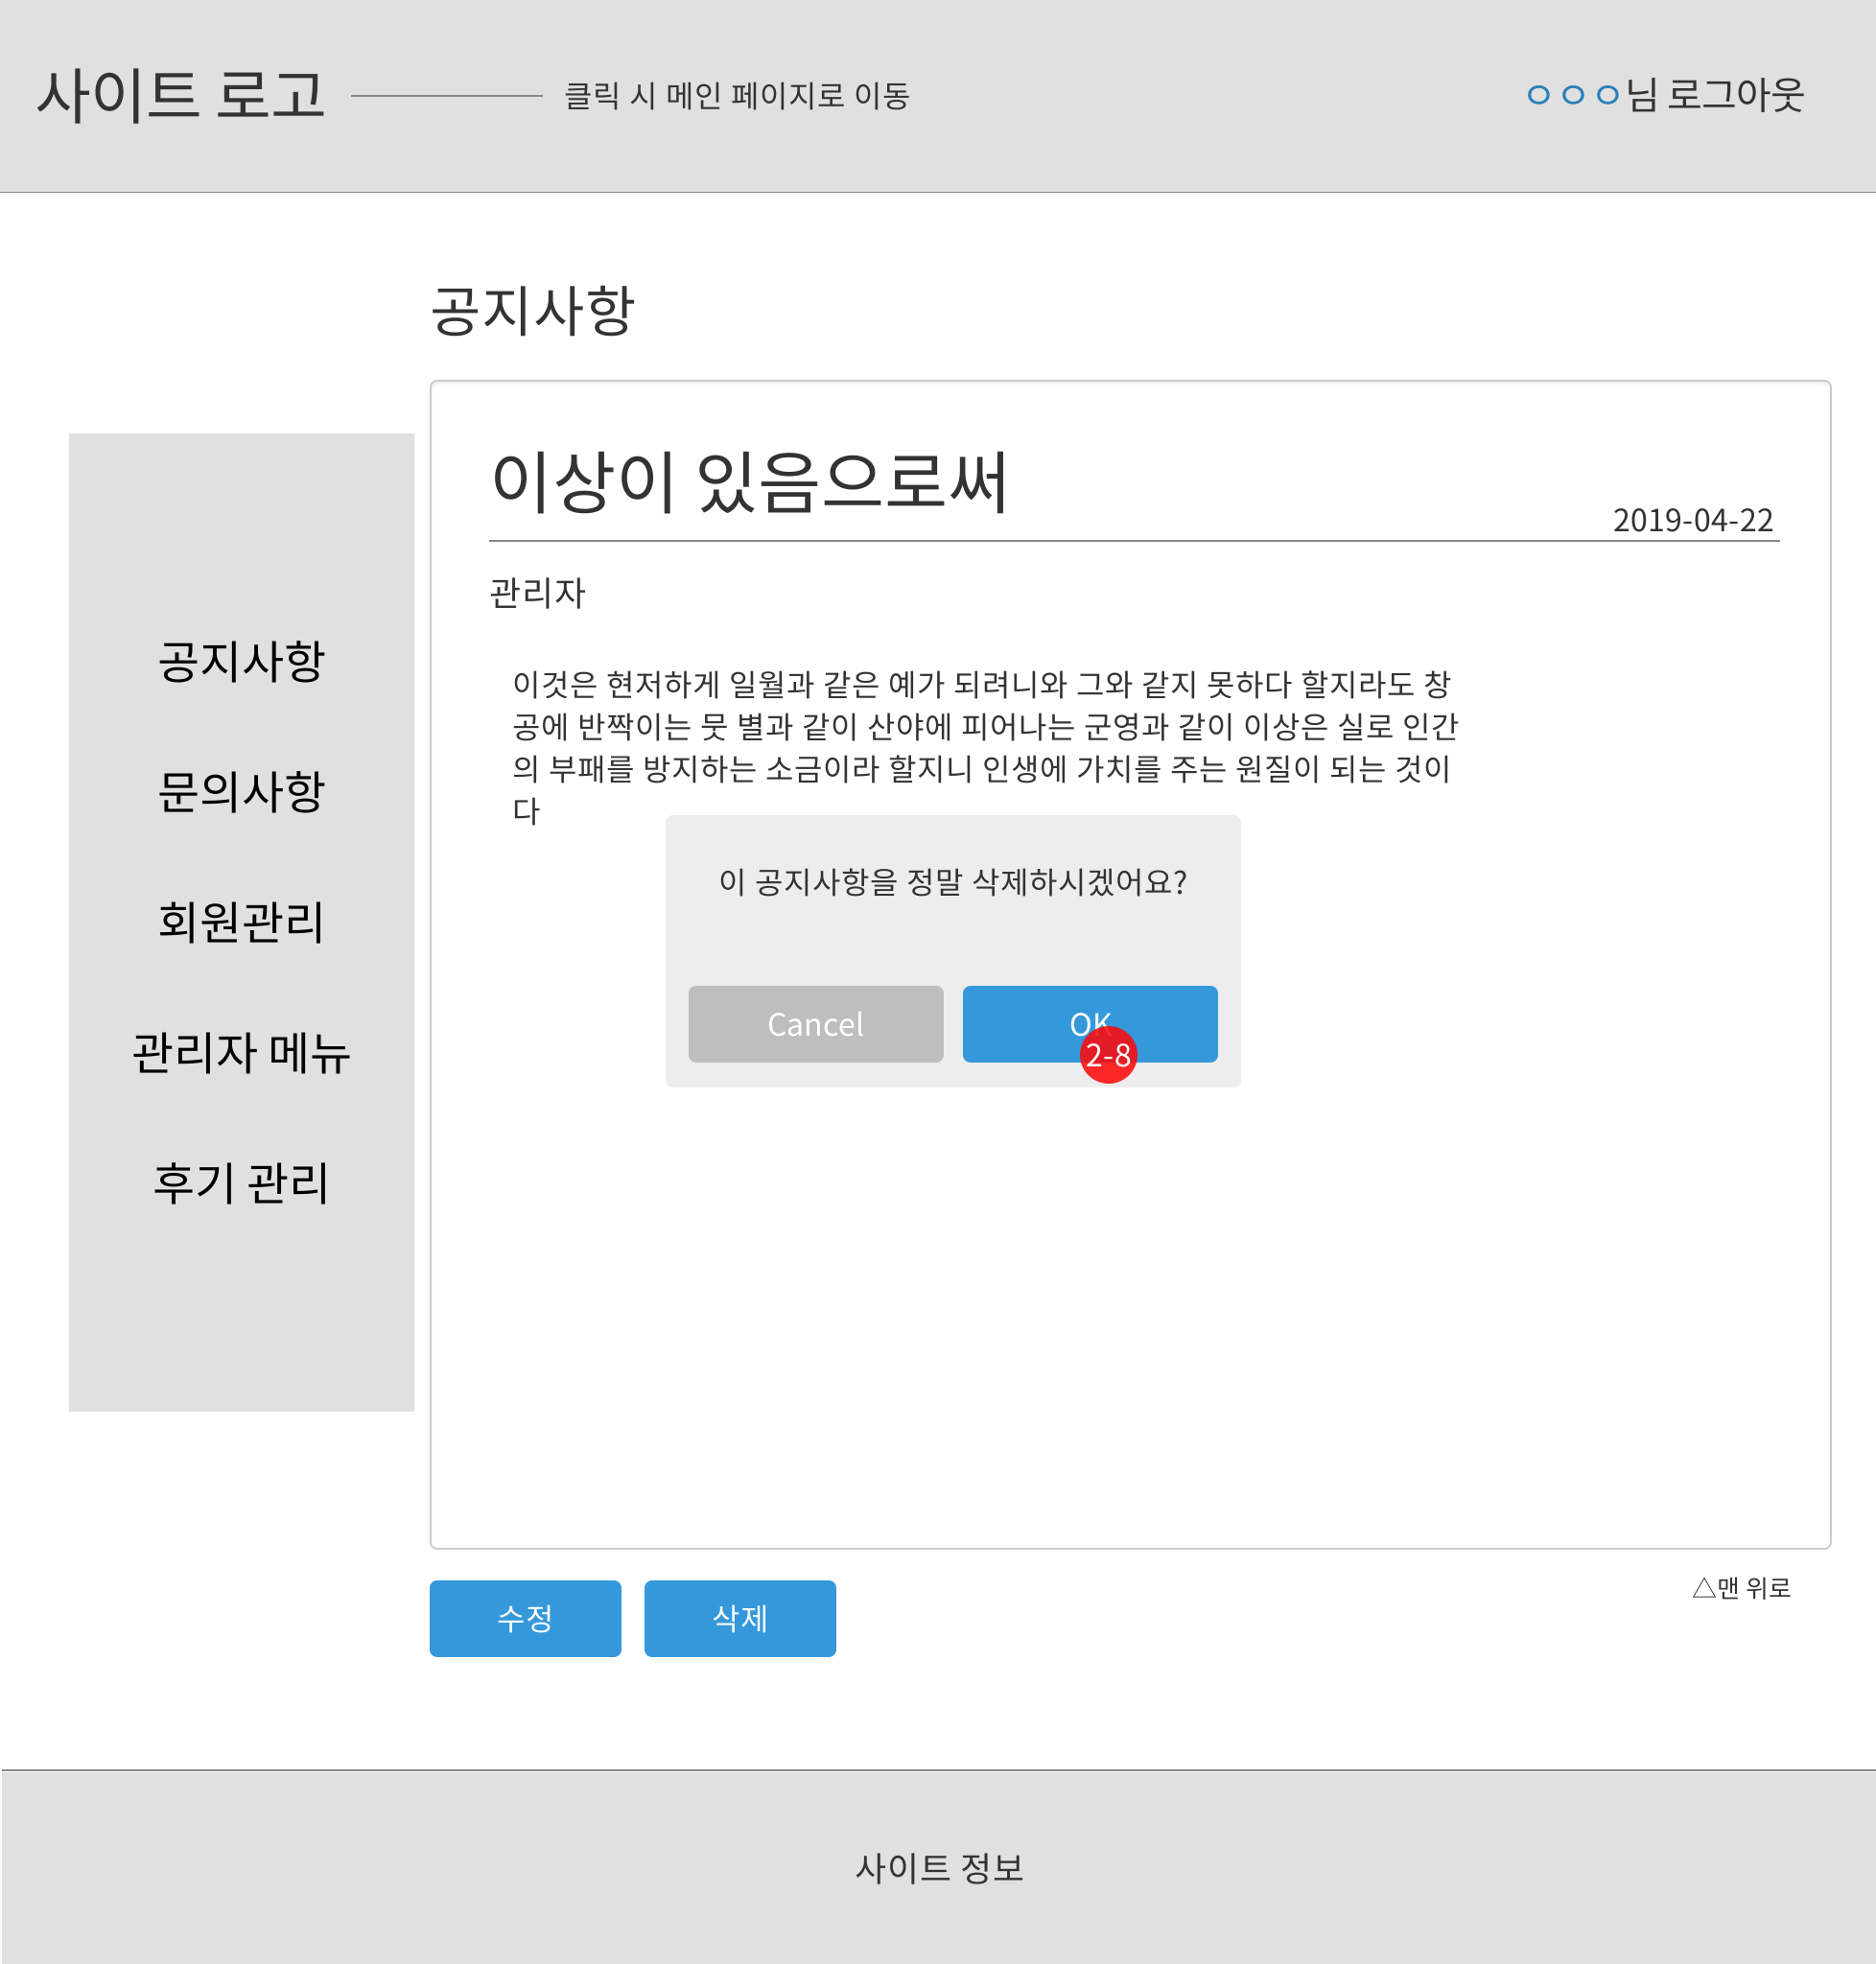 사이트 로고
클릭 시 메인 페이지로 이동
ㅇㅇㅇ님 로그아웃
공지사항
공지사항
문의사항
회원관리
관리자 메뉴
후기 관리
이상이 있음으로써
2019-04-22
관리자
이것은 현저하게 일월과 같은 예가 되려니와 그와 같지 못하다 할지라도 창
공에 반짝이는 뭇 별과 같이 산야에 피어나는 군영과 같이 이상은 실로 인간
의 부패를 방지하는 소금이라 할지니 인생에 가치를 주는 원질이 되는 것이
다
이 공지사항을 정말 삭제하시겠어요?
Cancel
OK
2-8
△맨 위로
수정
삭제
사이트 정보